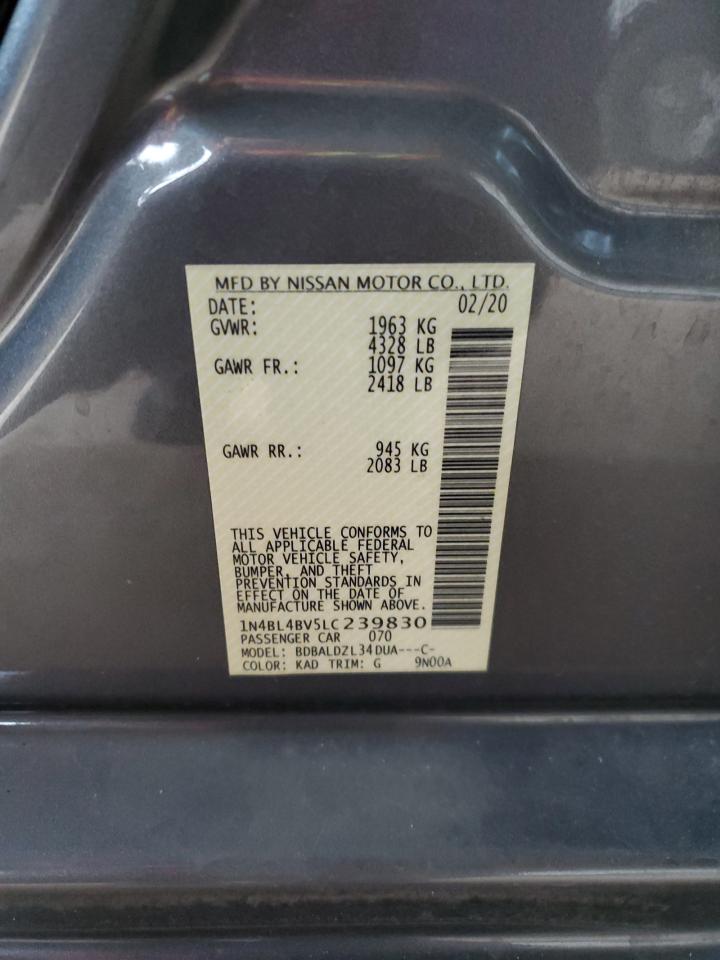 MFD BY NISSAN MOTOR CO., LTD.
DATE: 02/20
GVWR: 1963 KG
4328 LB
GAWR FR.: 1097 KG
2418 LB
GAWR RR.: 945 KG
2083 LB
THIS VEHICLE CONFORMS TO
ALL APPLICABLE FEDERAL
MOTOR VEHICLE SAFETY,
BUMPER, AND THEFT
PREVENTION STANDARDS IN
EFFECT ON THE DATE OF
MANUFACTURE SHOWN ABOVE.
1N4BL4BV5LC239830
PASSENGER CAR 070
MODEL: BDBALDZL34DUA---C-
COLOR: KAD TRIM: G 9N00A